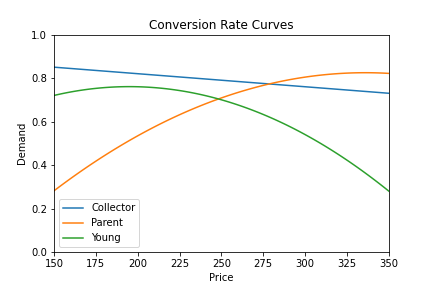 Conversion Rate Curves
1.0
0.8
0.6
0.4
0.2
0.0
Demand
Collector
Parent
Young
150 175 200 225 250 275 300 325 350
Price